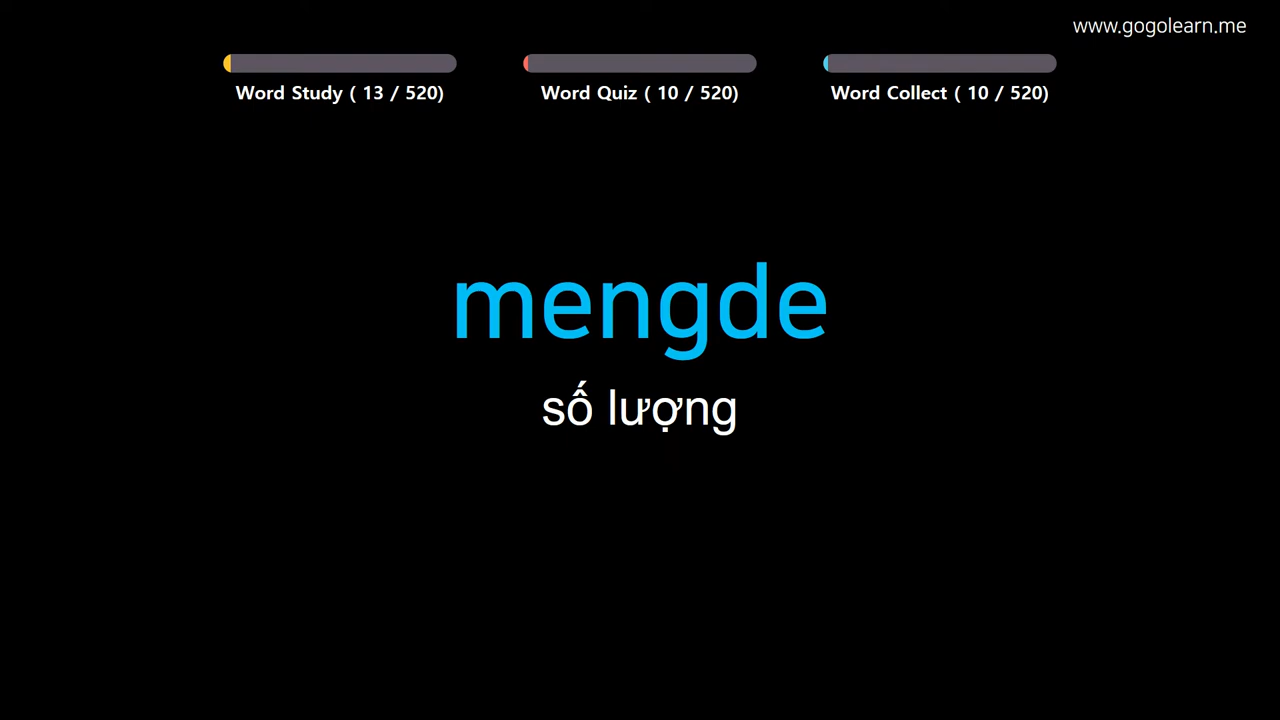 www.gogolearn.me
Word Study ( 13 / 520)
Word Quiz ( 10 / 520)
Word Collect ( 10 / 520)
mengde
số lượng